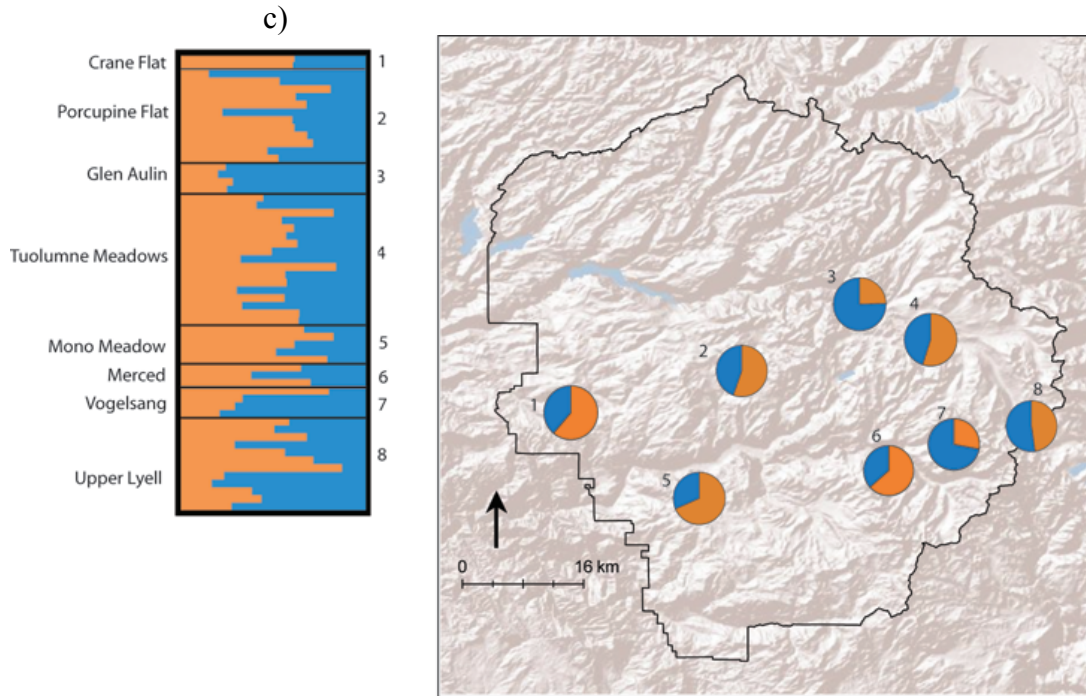 c)
Crane Flat 1
Porcupine Flat 2
Glen Aulin 3
Tuolumne Meadows 4
Mono Meadow 5
Merced 6
Vogelsang 7
Upper Lyell 8
3
4
2
1
8
7
6
5
0 16 km